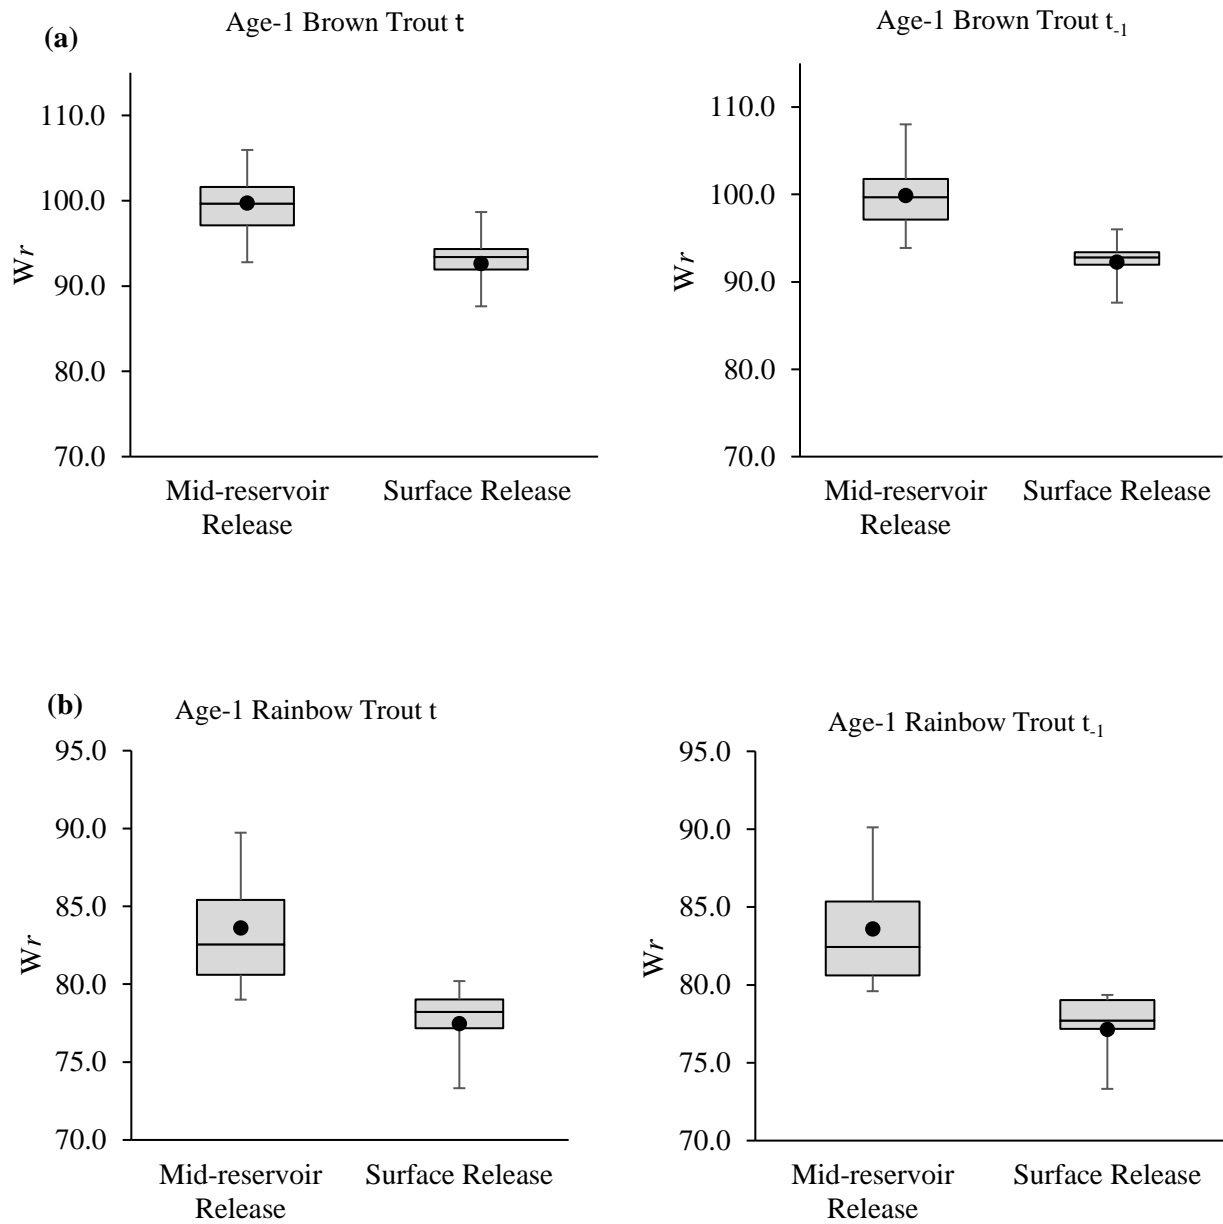 (a)
Age-1 Brown Trout t
Wr
110.0
100.0
90.0
80.0
70.0
Mid-reservoir
Release
Surface Release
Age-1 Brown Trout t-1
Wr
110.0
100.0
90.0
80.0
70.0
Mid-reservoir
Release
Surface Release
(b)
Age-1 Rainbow Trout t
Wr
95.0
90.0
85.0
80.0
75.0
70.0
Mid-reservoir
Release
Surface Release
Age-1 Rainbow Trout t-1
Wr
95.0
90.0
85.0
80.0
75.0
70.0
Mid-reservoir
Release
Surface Release